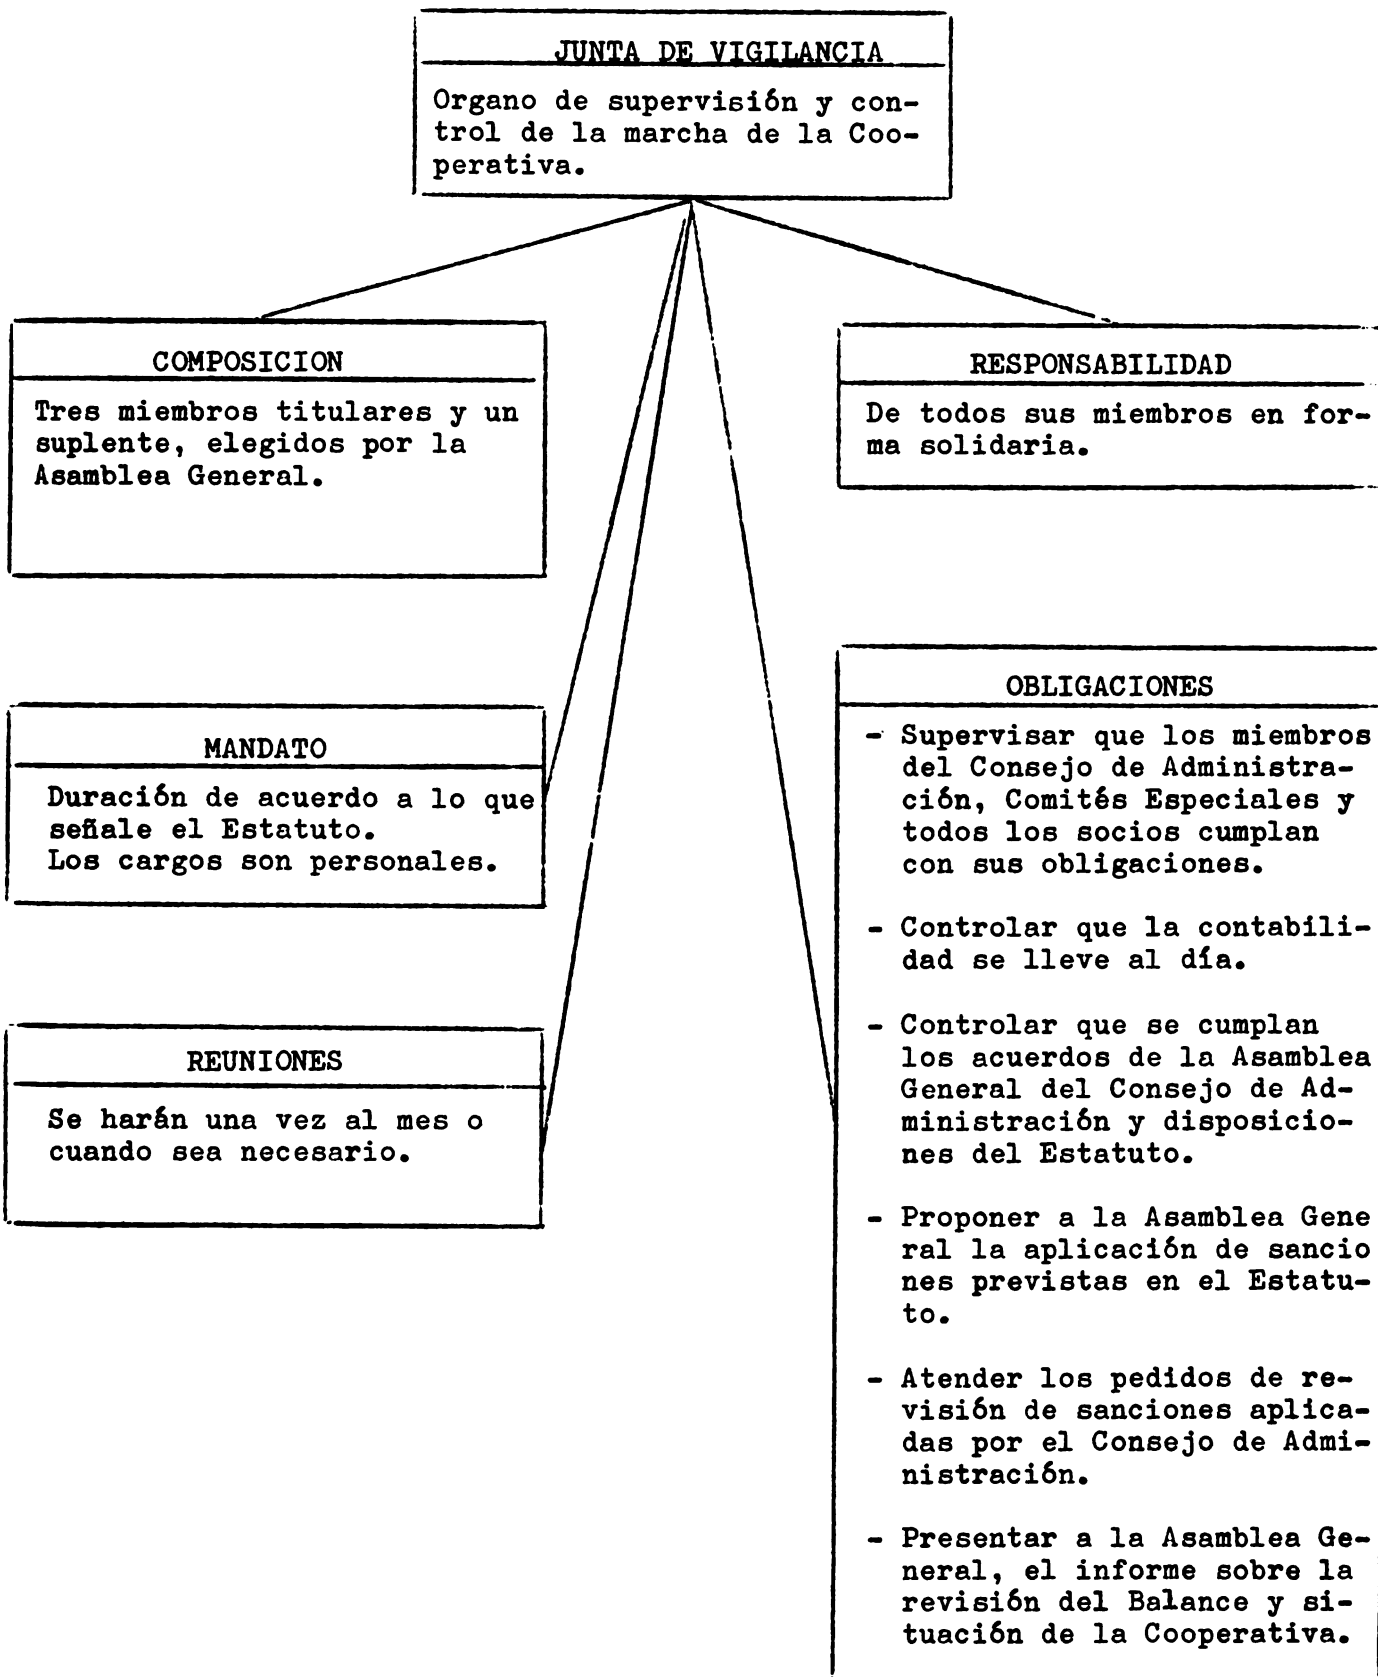 JUNTA DE VIGILANCIA
Organo de supervisión y con-
trol de la marcha de la Coo-
perativa.
COMPOSICION
Tres miembros titulares y un
suplente, elegidos por la
Asamblea General.
RESPONSABILIDAD
De todos sus miembros en for-
ma solidaria.
MANDATO
Duración de acuerdo a lo que
señale el Estatuto.
Los cargos son personales.
REUNIONES
Se harán una vez al mes o
cuando sea necesario.
OBLIGACIONES
- Supervisar que los miembros
del Consejo de Administra-
ción, Comités Especiales y
todos los socios cumplan
con sus obligaciones.
- Controlar que la contabili-
dad se lleve al día.
- Controlar que se cumplan
los acuerdos de la Asamblea
General del Consejo de Ad-
ministración y disposicio-
nes del Estatuto.
- Proponer a la Asamblea Gene
ral la aplicación de sancio
nes previstas en el Estatu-
to.
- Atender los pedidos de re-
visión de sanciones aplica-
das por el Consejo de Admi-
nistración.
- Presentar a la Asamblea Ge-
neral, el informe sobre la
revisión del Balance y si-
tuación de la Cooperativa.